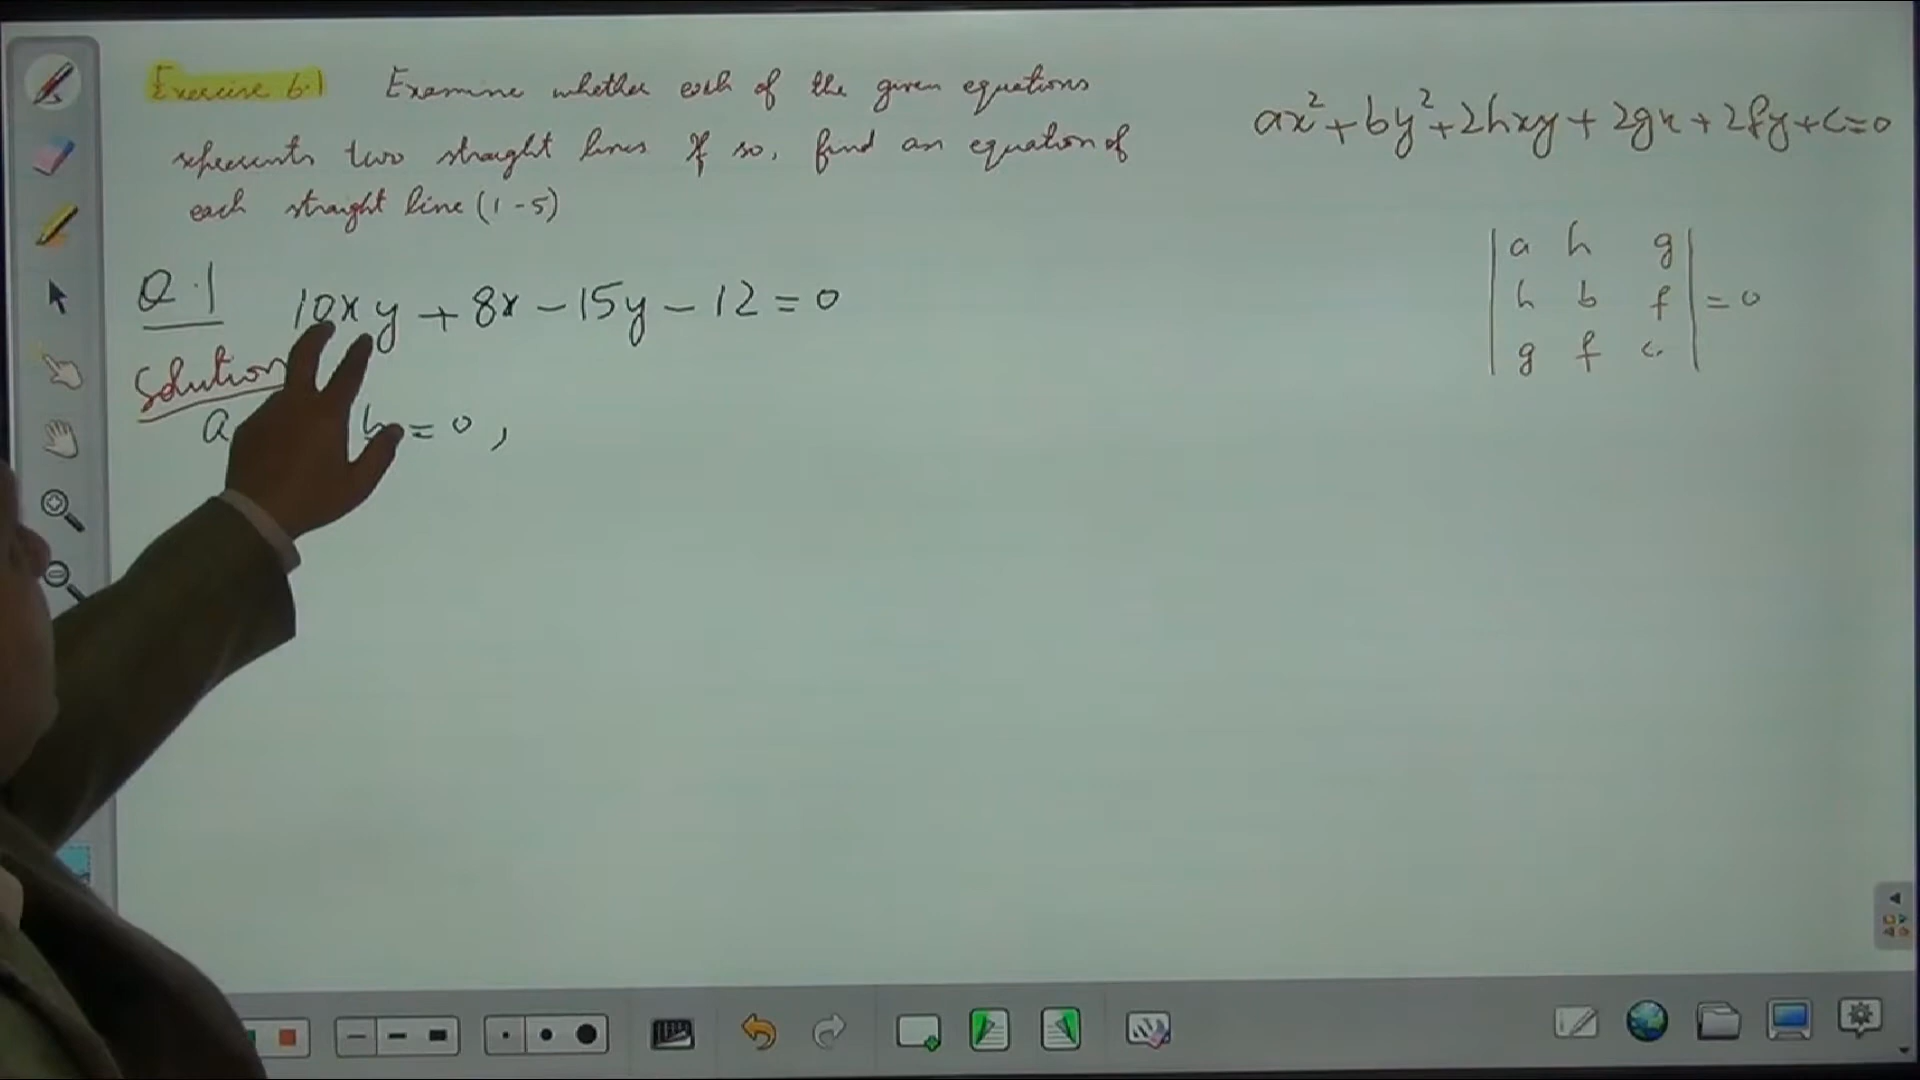 Exercise 6.1 Examine whether each of the given equations
represents two straight lines If so, find an equation of
each straight line (1-5)
ax²+by²+2hxy+2gx+2fy+c=0
a h g
h b f = 0
g f c
Q.1 10xy + 8x - 15y - 12 = 0
Solution
a b = 0 ,